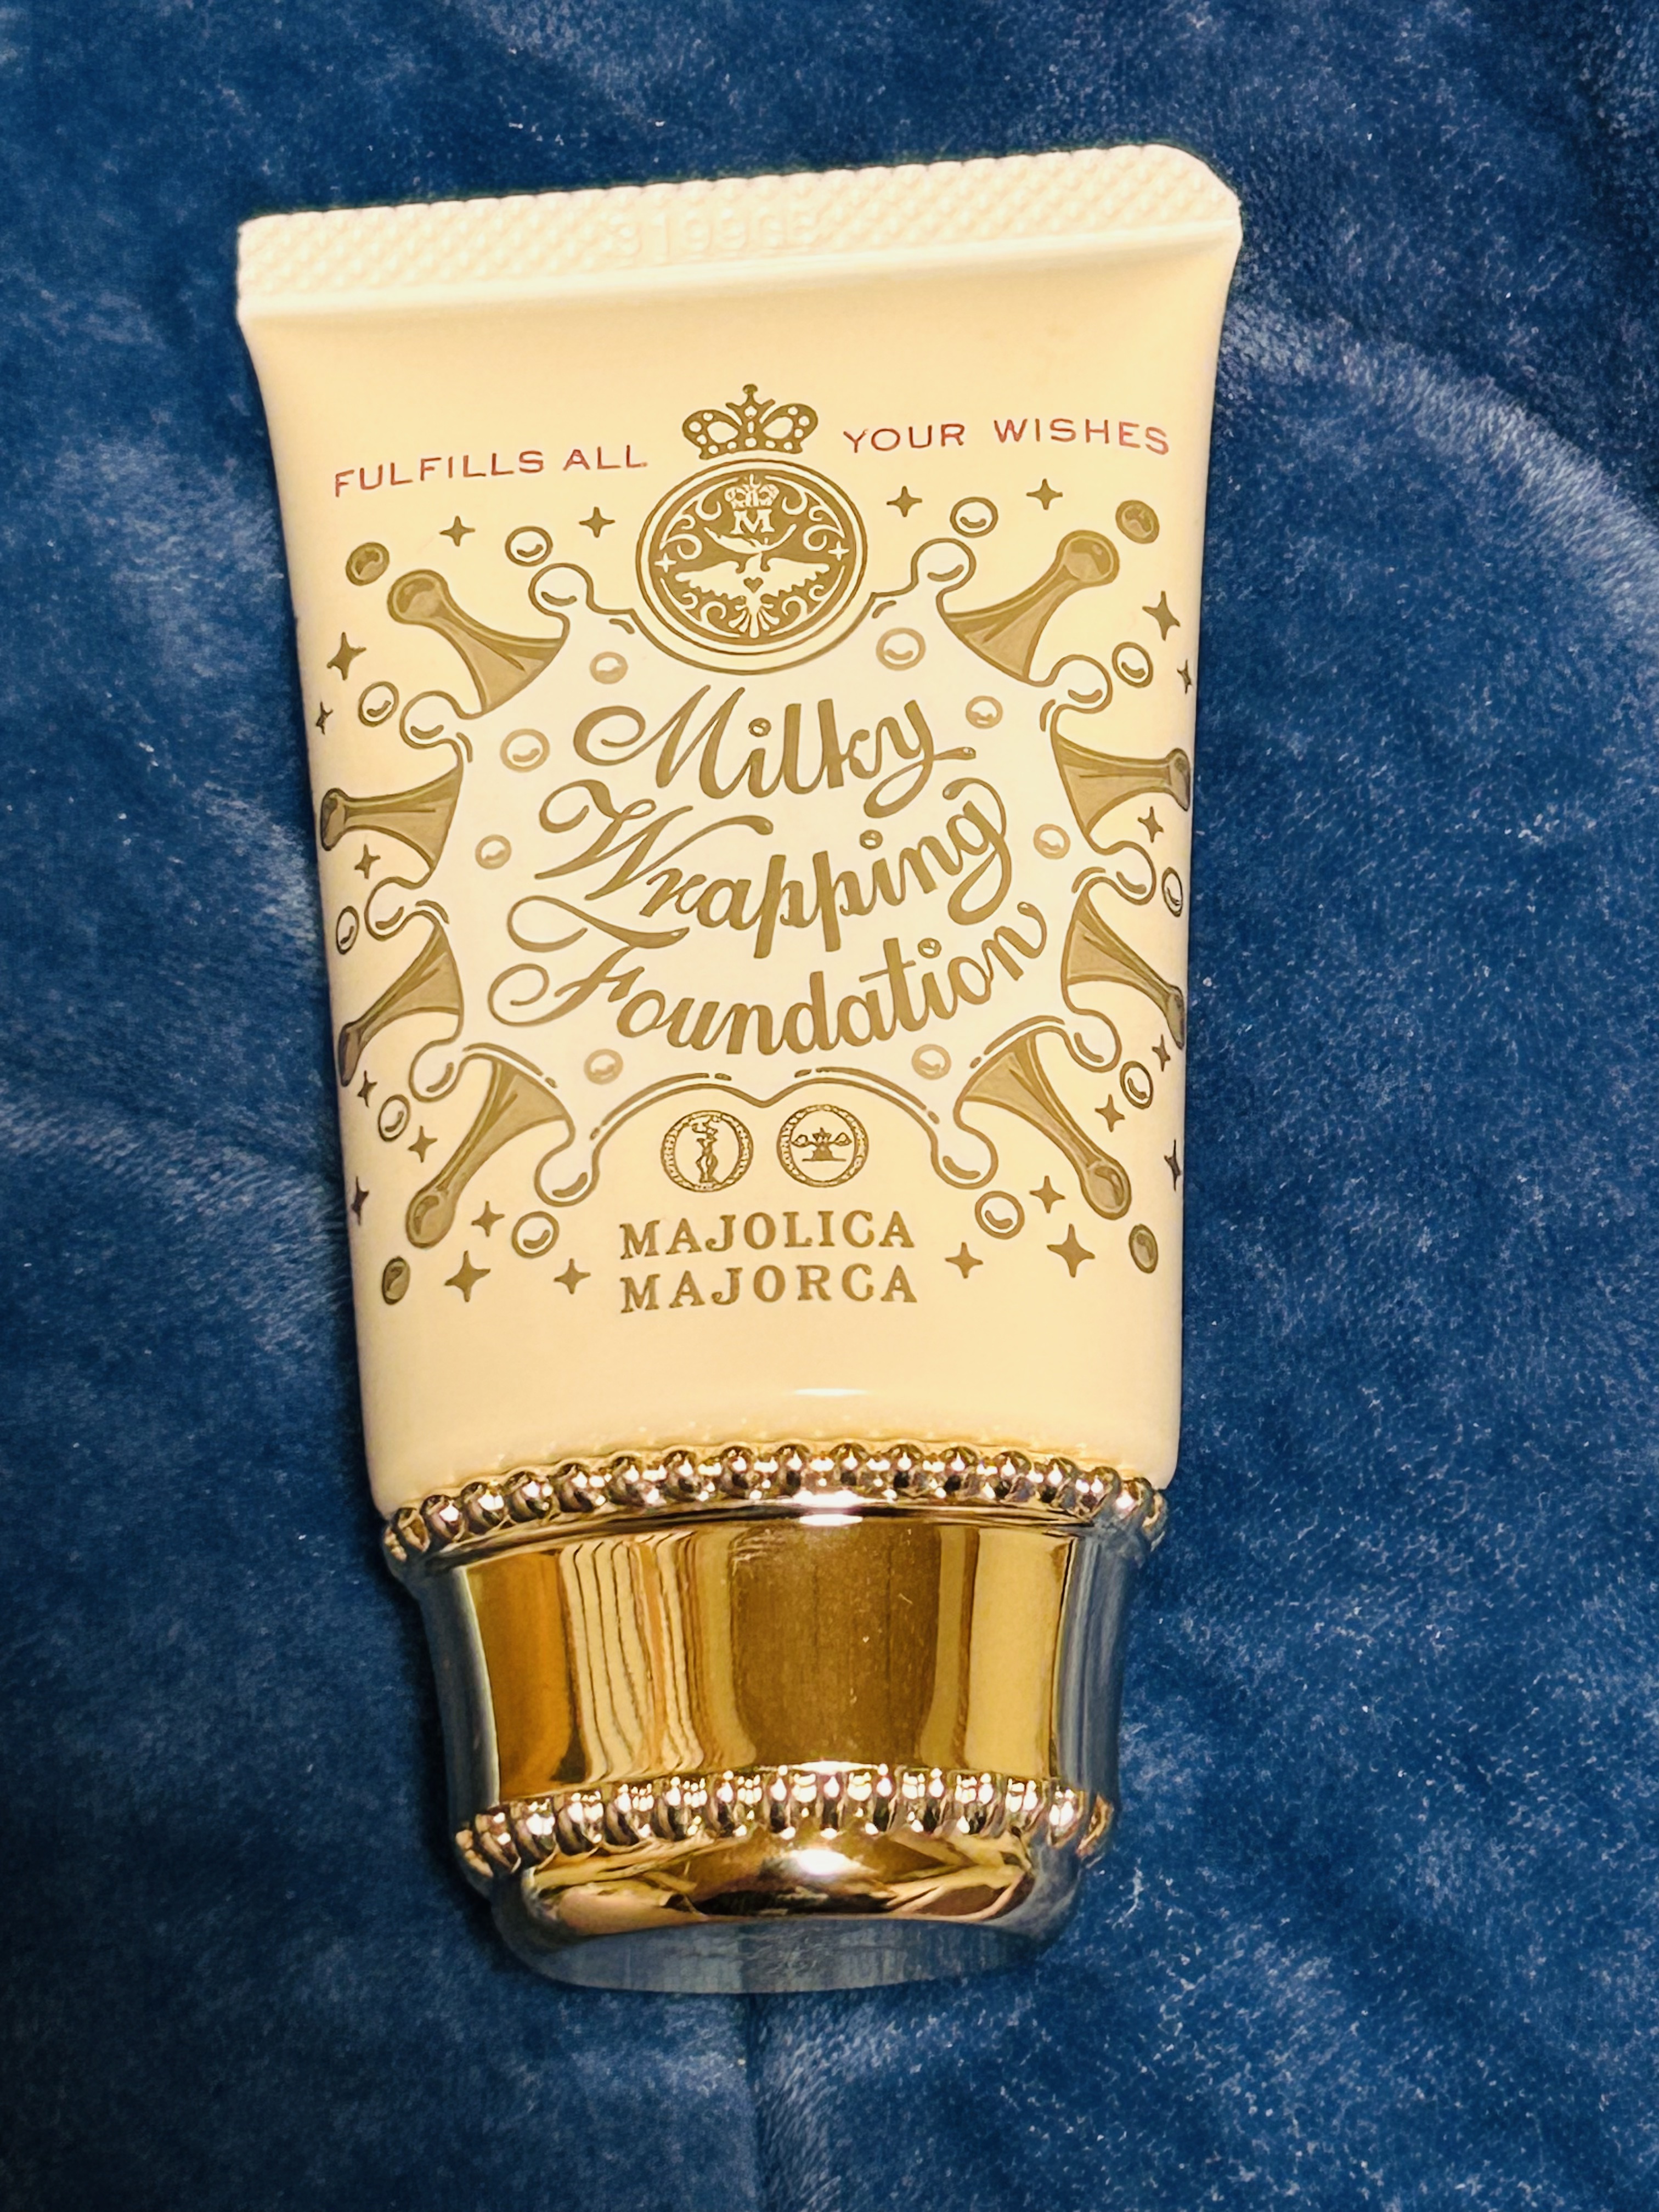 FULFILLS ALL YOUR WISHES
M
Milky
Wrapping
Foundation
MAJOLICA
MAJORCA